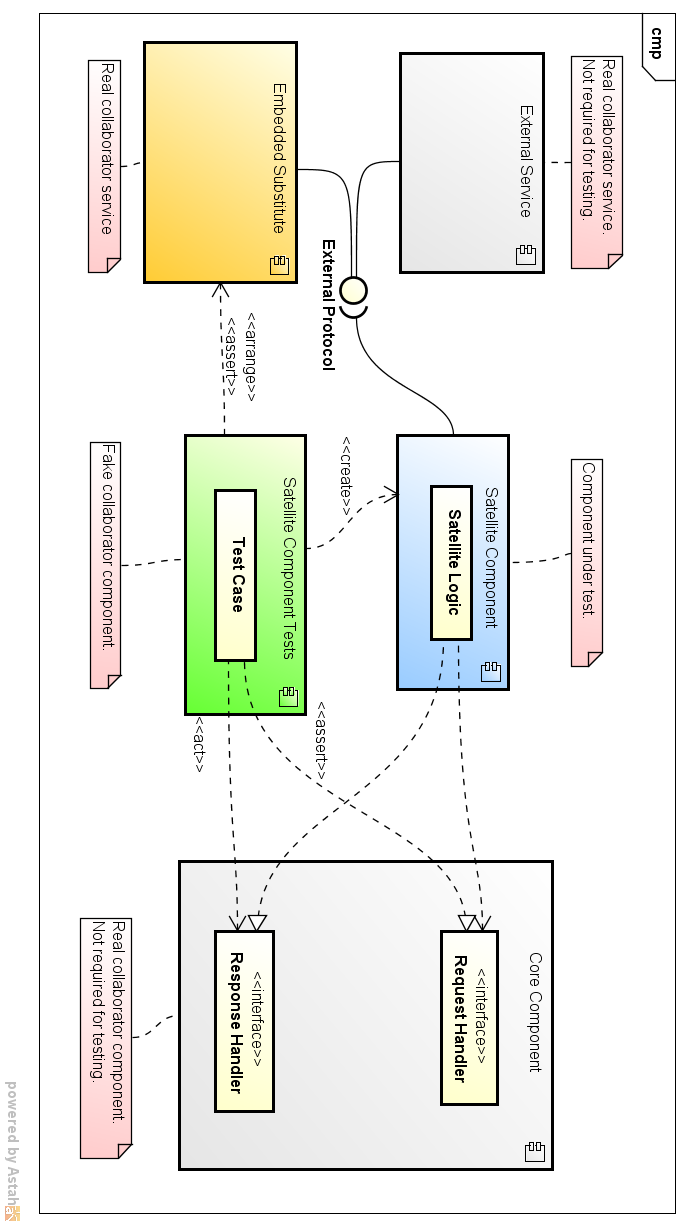 cmp
Real collaborator service.
Not required for testing.
External Service
External Protocol
Embedded Substitute
Real collaborator service
Component under test.
Satellite Component
Satellite Logic
<<create>>
<<arrange>>
<<assert>>
Satellite Component Tests
Test Case
Fake collaborator component.
<<assert>>
<<act>>
Core Component
<<interface>>
Request Handler
<<interface>>
Response Handler
Real collaborator component.
Not required for testing.
powered by Astah